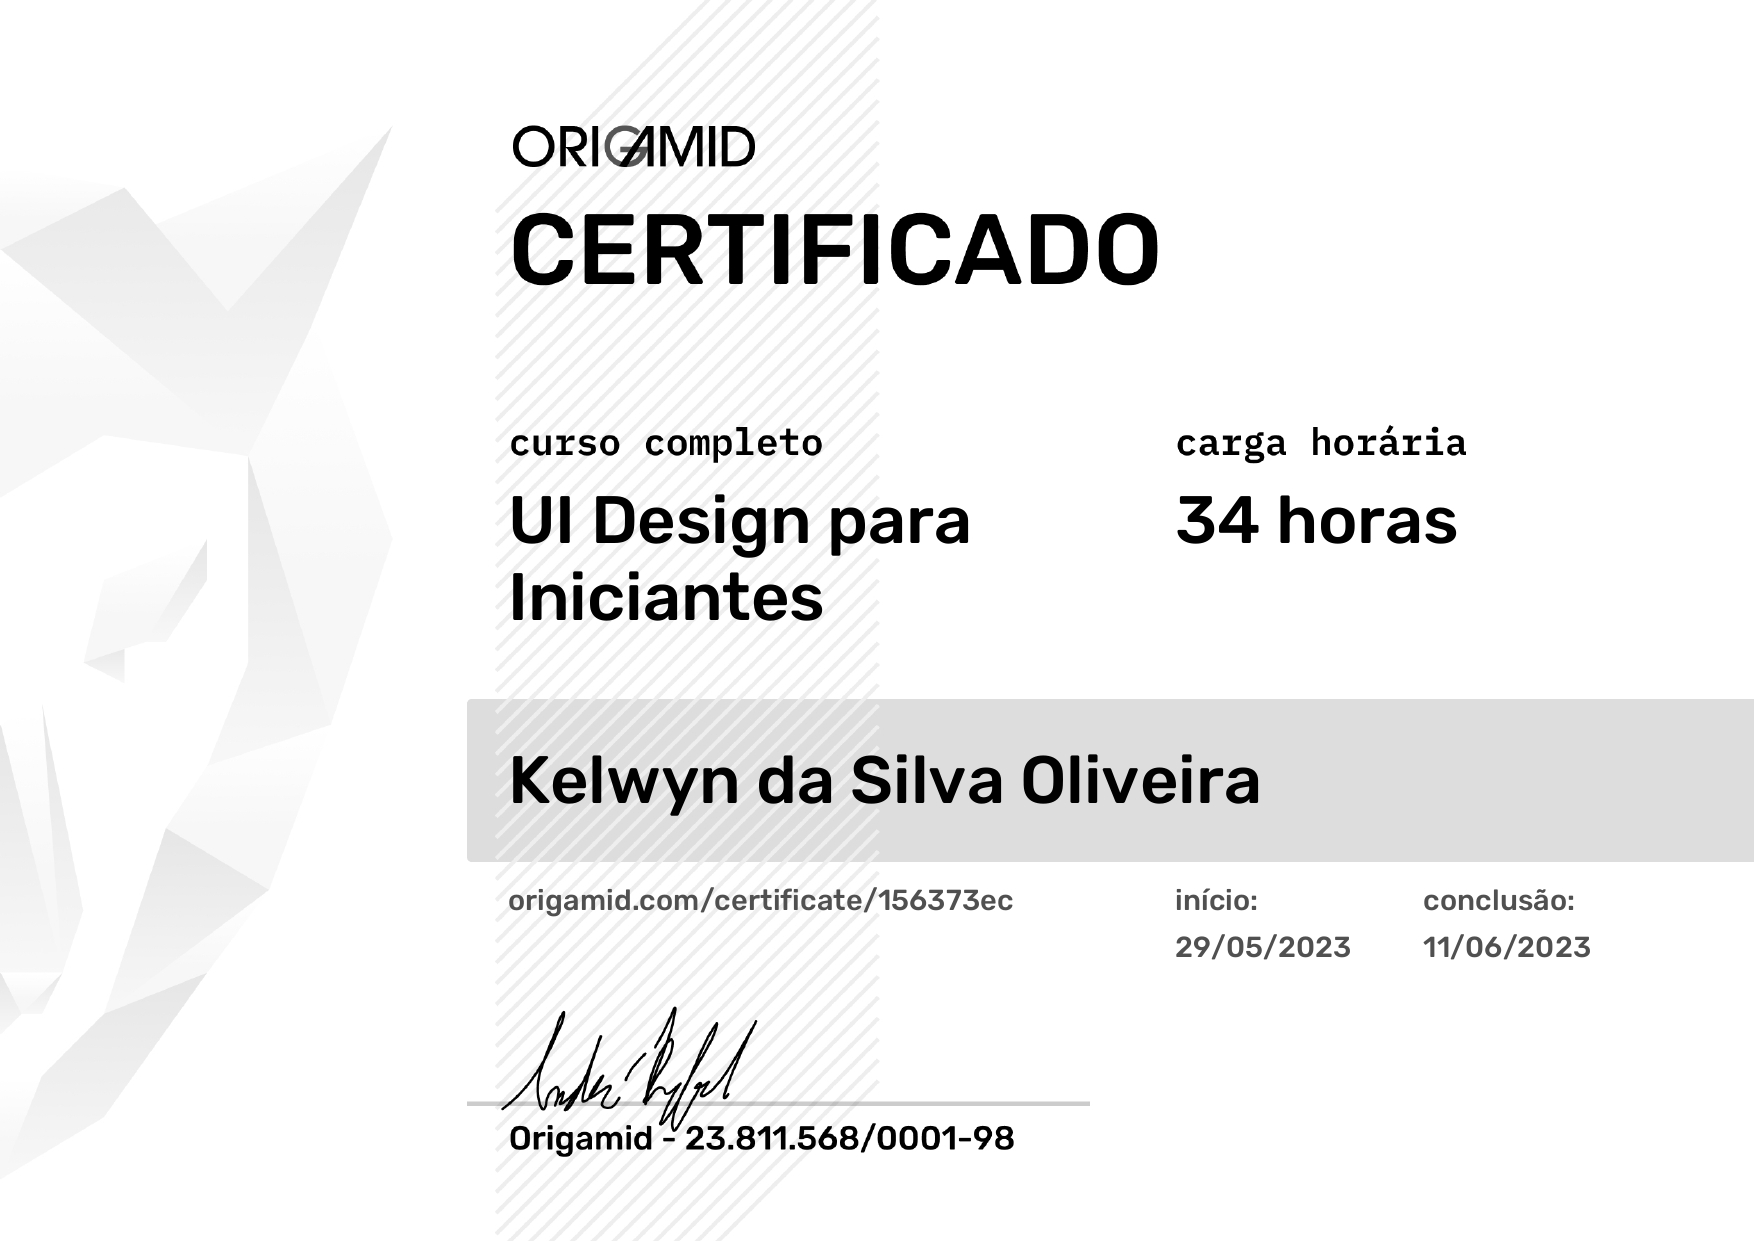 ORIGAMID
CERTIFICADO
curso completo
UI Design para
Iniciantes
carga horária
34 horas
Kelwyn da Silva Oliveira
origamid.com/certificate/156373ec
início:
29/05/2023
conclusão:
11/06/2023
Origamid - 23.811.568/0001-98